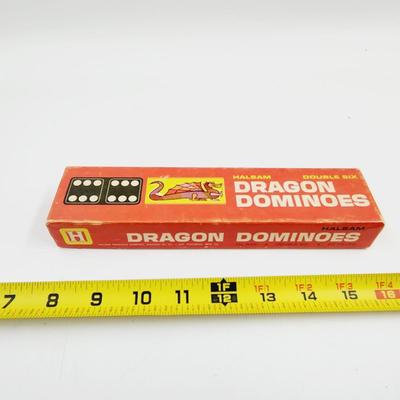 HALSAM DOUBLE SIX
DRAGON
DOMINOES
HALSAM
H DRAGON DOMINOES
7 8 9 10 11 1F 12 1F1 13 1F2 14 1F3 15 1F4 16